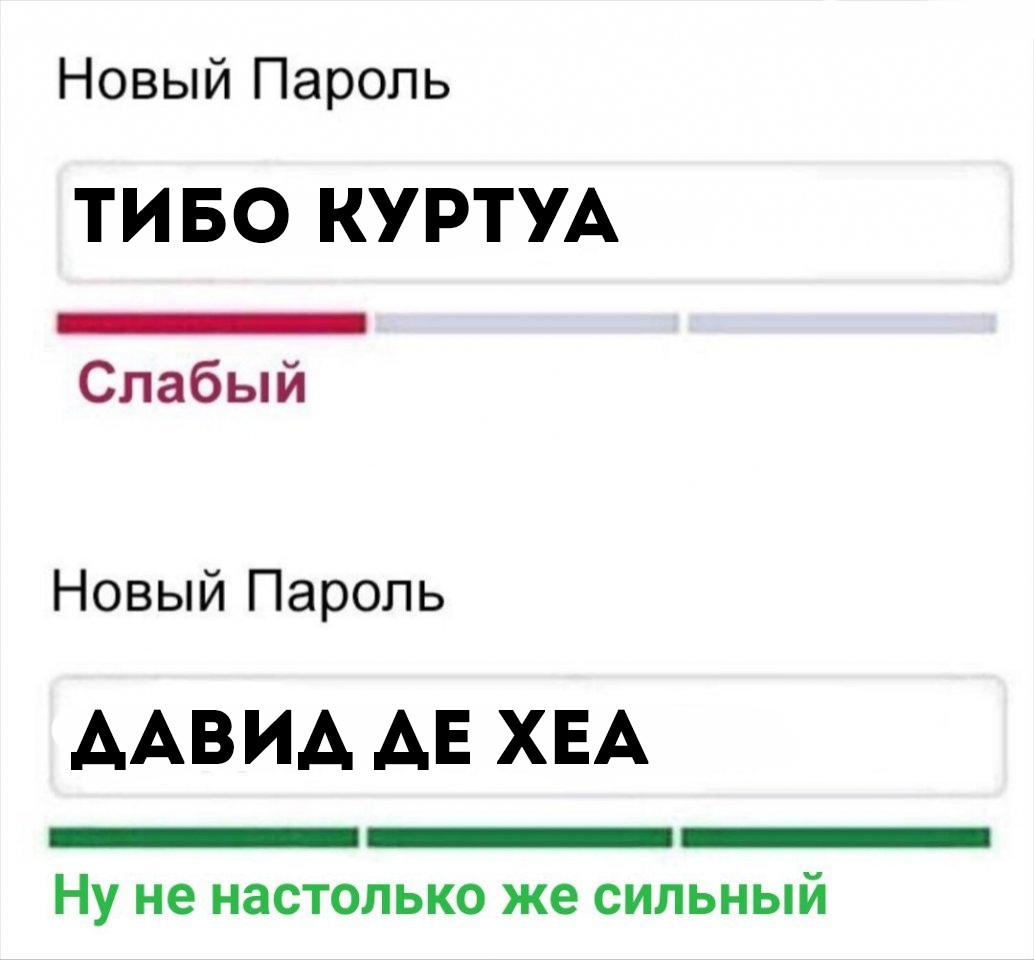 Новый Пароль
ТИБО КУРТУА
Слабый
Новый Пароль
ДАВИД ДЕ ХЕА
Ну не настолько же сильный